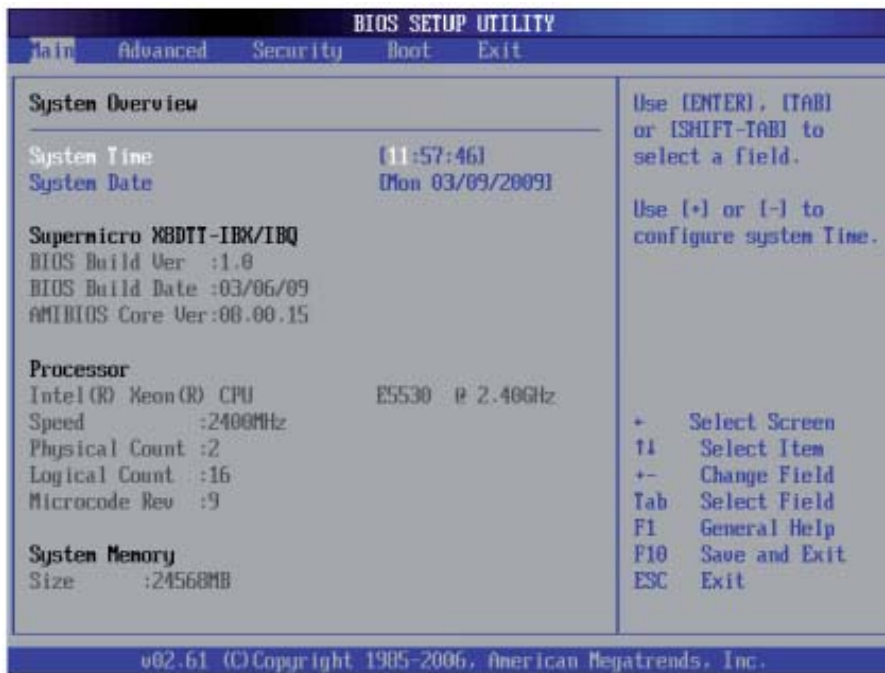 BIOS SETUP UTILITY
Main Advanced Security Boot Exit
System Overview
System Time [11:57:46]
System Date [Mon 03/09/2009]
Supermicro X8DTT-IBX/IBQ
BIOS Build Ver :1.0
BIOS Build Date :03/06/09
AMIBIOS Core Ver:08.00.15
Processor
Intel(R) Xeon(R) CPU E5530 @ 2.40GHz
Speed :2400MHz
Physical Count :2
Logical Count :16
Microcode Rev :9
System Memory
Size :24568MB
Use [ENTER], [TAB]
or [SHIFT-TAB] to
select a field.
Use [+] or [-] to
configure system Time.
← Select Screen
↑↓ Select Item
+- Change Field
Tab Select Field
F1 General Help
F10 Save and Exit
ESC Exit
v02.61 (C)Copyright 1985-2006, American Megatrends, Inc.